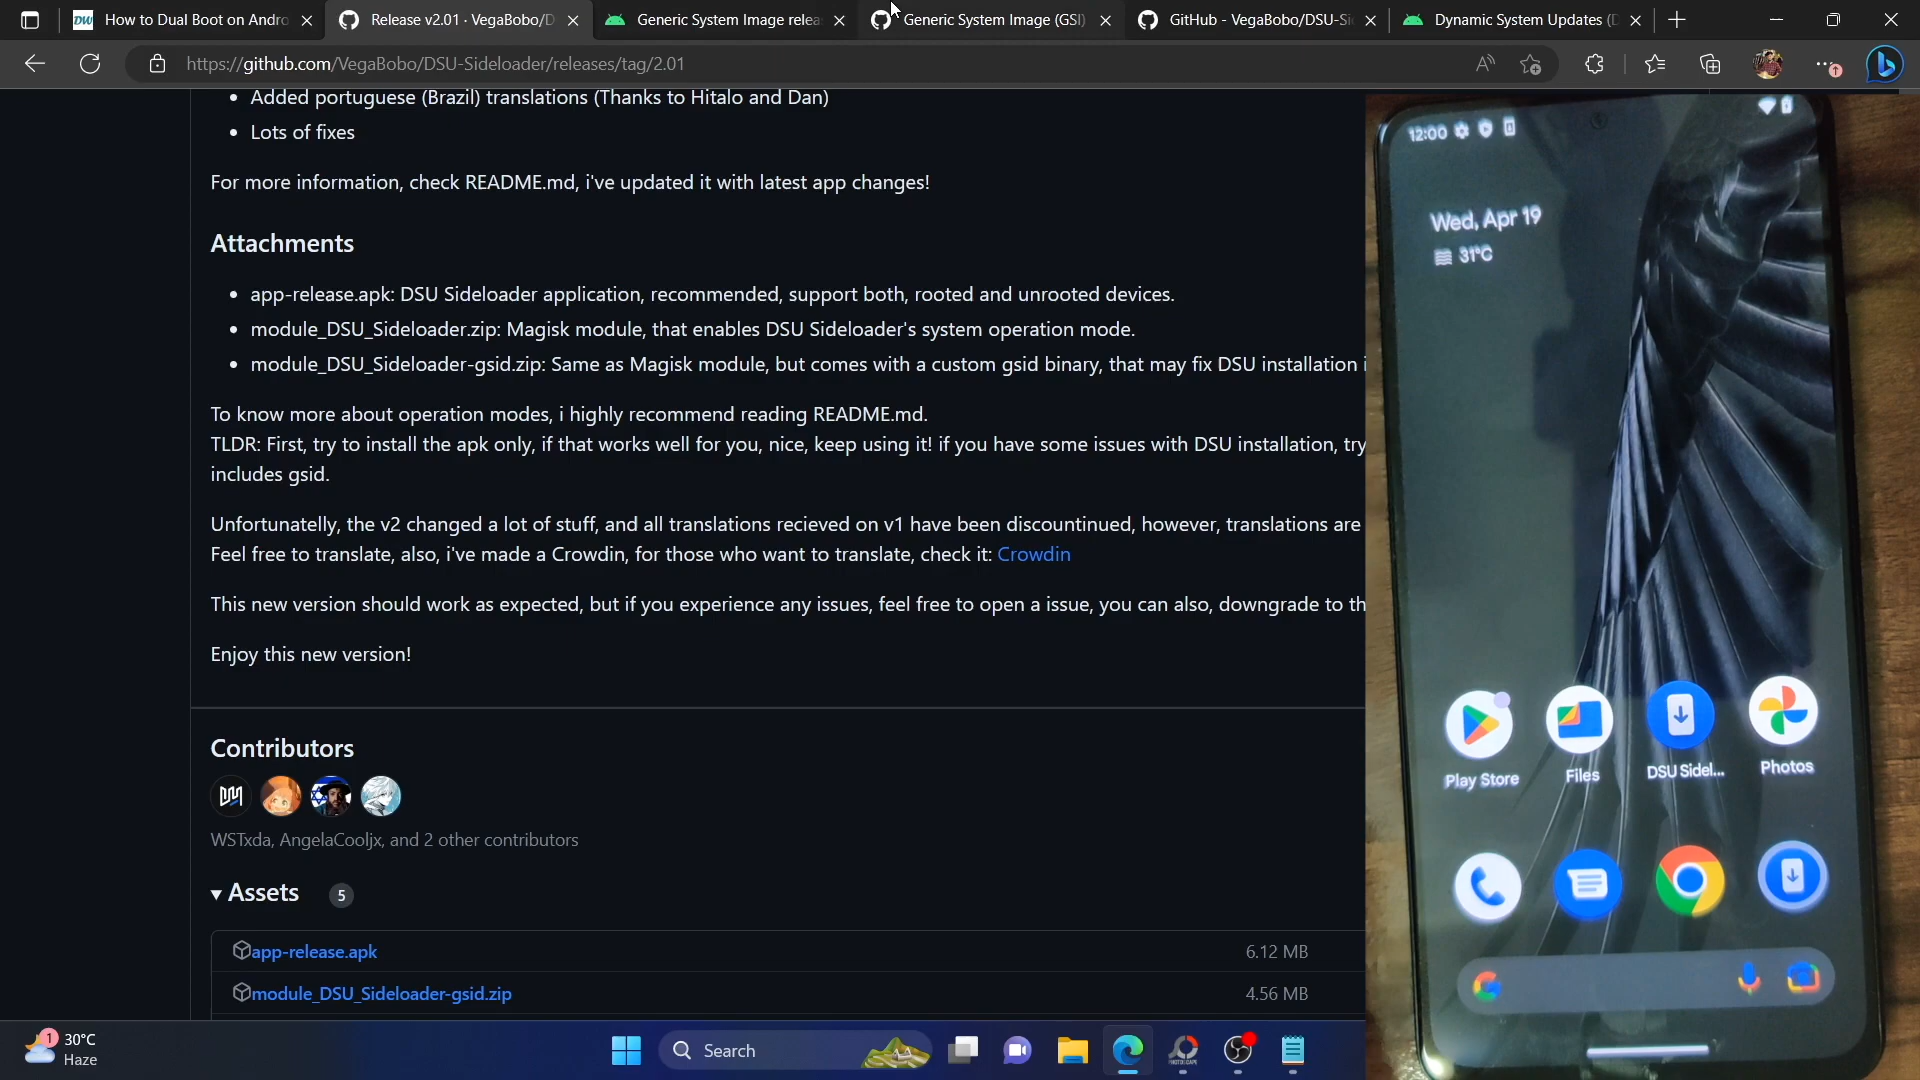 How to Dual Boot on Andro
Release v2.01 · VegaBobo/D
Generic System Image relea
Generic System Image (GSI)
GitHub - VegaBobo/DSU-Si
Dynamic System Updates (D
https://github.com/VegaBobo/DSU-Sideloader/releases/tag/2.01
• Added portuguese (Brazil) translations (Thanks to Hitalo and Dan)
• Lots of fixes
For more information, check README.md, i've updated it with latest app changes!
Attachments
• app-release.apk: DSU Sideloader application, recommended, support both, rooted and unrooted devices.
• module_DSU_Sideloader.zip: Magisk module, that enables DSU Sideloader's system operation mode.
• module_DSU_Sideloader-gsid.zip: Same as Magisk module, but comes with a custom gsid binary, that may fix DSU installation i
To know more about operation modes, i highly recommend reading README.md.
TLDR: First, try to install the apk only, if that works well for you, nice, keep using it! if you have some issues with DSU installation, try
includes gsid.
Unfortunatelly, the v2 changed a lot of stuff, and all translations recieved on v1 have been discountinued, however, translations are
Feel free to translate, also, i've made a Crowdin, for those who want to translate, check it: Crowdin
This new version should work as expected, but if you experience any issues, feel free to open a issue, you can also, downgrade to th
Enjoy this new version!
Contributors
WSTxda, AngelaCooljx, and 2 other contributors
Assets 5
app-release.apk 6.12 MB
module_DSU_Sideloader-gsid.zip 4.56 MB
12:00
Wed, Apr 19
31°C
Play Store
Files
DSU Sidel...
Photos
1
30°C
Haze
Search